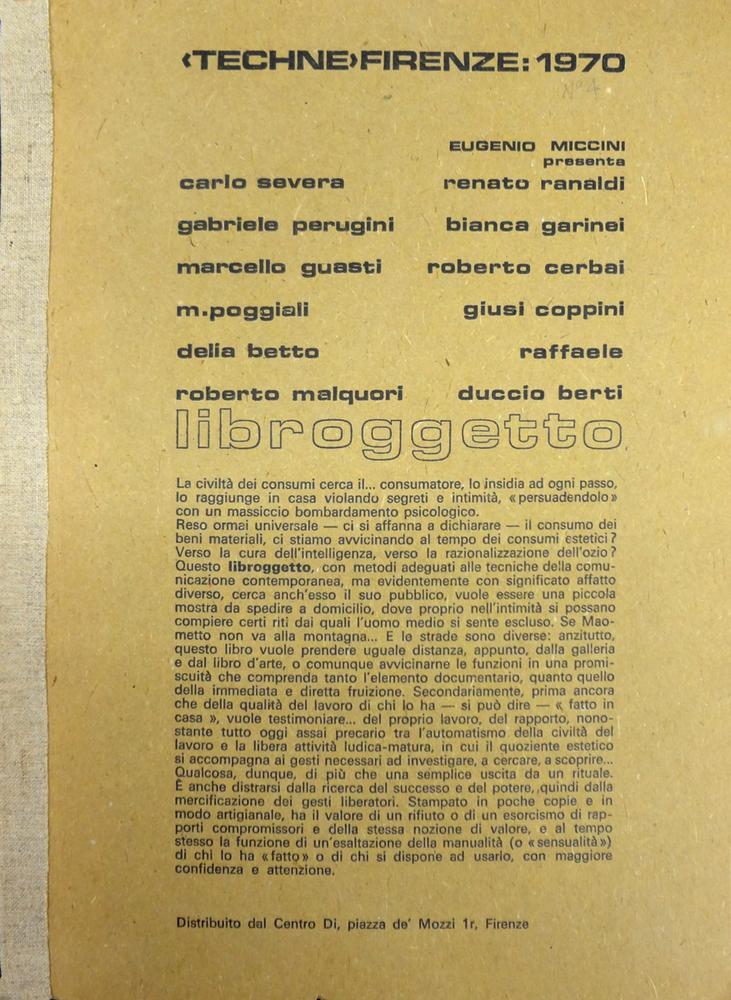 ‹TECHNE›FIRENZE:1970
N°4
EUGENIO MICCINI
presenta
carlo severa renato ranaldi
gabriele perugini bianca garinei
marcello guasti roberto cerbai
m.poggiali giusi coppini
delia betto raffaele
roberto malquori duccio berti
libroggetto
La civiltà dei consumi cerca il... consumatore, lo insidia ad ogni passo,
lo raggiunge in casa violando segreti e intimità, «persuadendolo»
con un massiccio bombardamento psicologico.
Reso ormai universale — ci si affanna a dichiarare — il consumo dei
beni materiali, ci stiamo avvicinando al tempo dei consumi estetici?
Verso la cura dell'intelligenza, verso la razionalizzazione dell'ozio?
Questo libroggetto, con metodi adeguati alle tecniche della comu-
nicazione contemporanea, ma evidentemente con significato affatto
diverso, cerca anch'esso il suo pubblico, vuole essere una piccola
mostra da spedire a domicilio, dove proprio nell'intimità si possano
compiere certi riti dai quali l'uomo medio si sente escluso. Se Mao-
metto non va alla montagna... E le strade sono diverse: anzitutto,
questo libro vuole prendere uguale distanza, appunto, dalla galleria
e dal libro d'arte, o comunque avvicinarne le funzioni in una promi-
scuità che comprenda tanto l'elemento documentario, quanto quello
della immediata e diretta fruizione. Secondariamente, prima ancora
che della qualità del lavoro di chi lo ha — si può dire — « fatto in
casa », vuole testimoniare... del proprio lavoro, del rapporto, nono-
stante tutto oggi assai precario tra l'automatismo della civiltà del
lavoro e la libera attività ludica-matura, in cui il quoziente estetico
si accompagna ai gesti necessari ad investigare, a cercare, a scoprire...
Qualcosa, dunque, di più che una semplice uscita da un rituale.
È anche distrarsi dalla ricerca del successo e del potere, quindi dalla
mercificazione dei gesti liberatori. Stampato in poche copie e in
modo artigianale, ha il valore di un rifiuto o di un esorcismo di rap-
porti compromissori e della stessa nozione di valore, e al tempo
stesso la funzione di un'esaltazione della manualità (o «sensualità»)
di chi lo ha «fatto» o di chi si dispone ad usarlo, con maggiore
confidenza e attenzione.
Distribuito dal Centro Di, piazza de' Mozzi 1r, Firenze